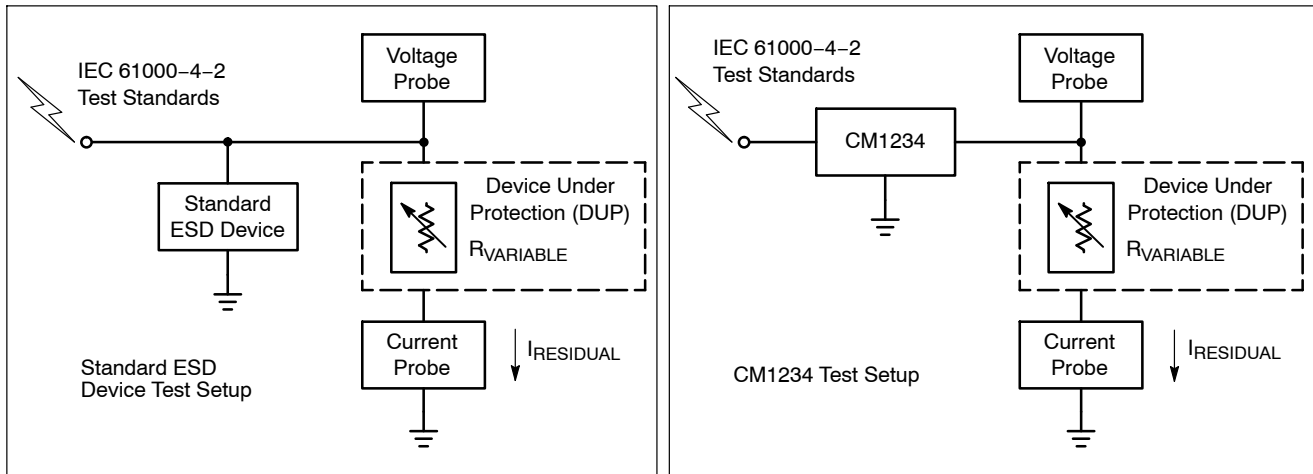 IEC 61000−4−2
Test Standards
Voltage
Probe
Standard
ESD Device
Device Under
Protection (DUP)
RVARIABLE
Current
Probe
IRESIDUAL
Standard ESD
Device Test Setup
IEC 61000−4−2
Test Standards
Voltage
Probe
CM1234
Device Under
Protection (DUP)
RVARIABLE
Current
Probe
IRESIDUAL
CM1234 Test Setup